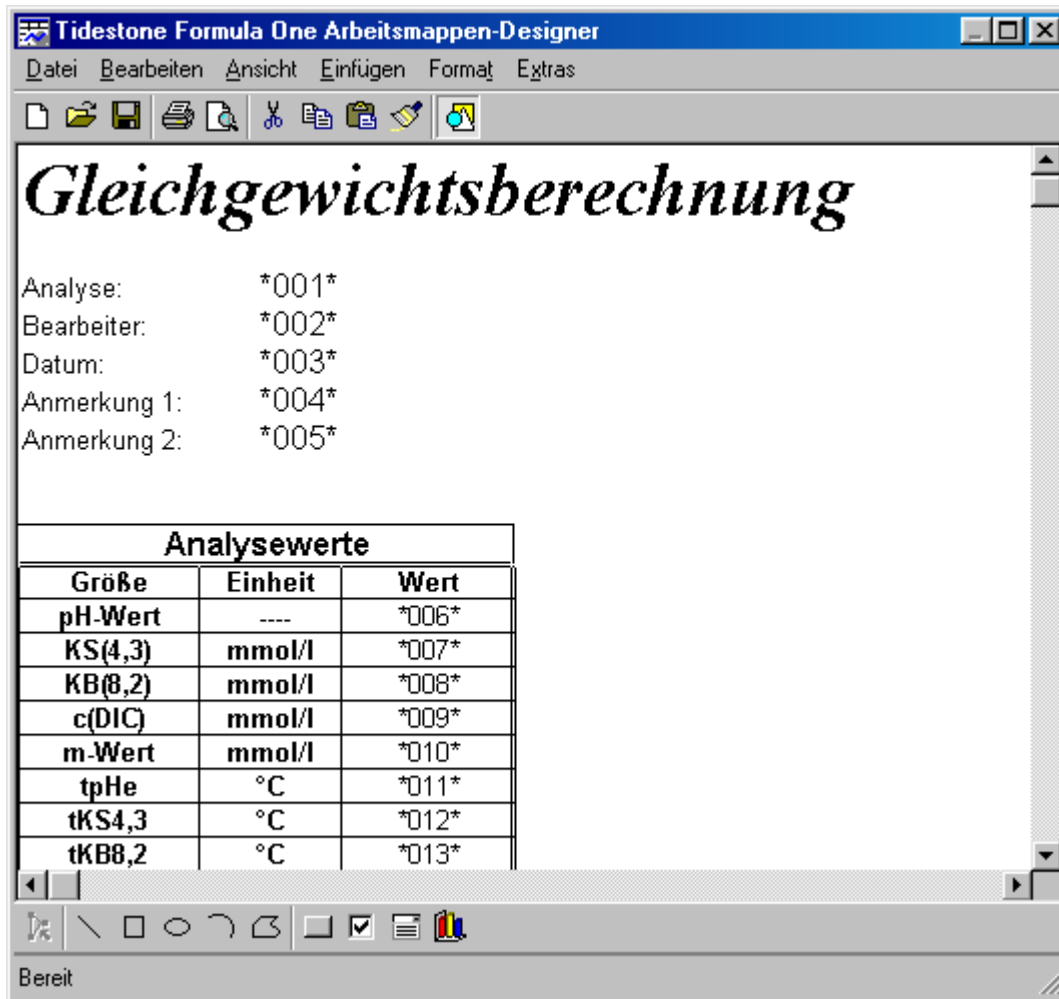 Tidestone Formula One Arbeitsmappen-Designer
Datei Bearbeiten Ansicht Einfügen Format Extras
Gleichgewichtsberechnung
Analyse: *001*
Bearbeiter: *002*
Datum: *003*
Anmerkung 1: *004*
Anmerkung 2: *005*
Analysewerte
Größe Einheit Wert
pH-Wert ---- *006*
KS(4,3) mmol/l *007*
KB(8,2) mmol/l *008*
c(DIC) mmol/l *009*
m-Wert mmol/l *010*
tpHe °C *011*
tKS4,3 °C *012*
tKB8,2 °C *013*
Bereit